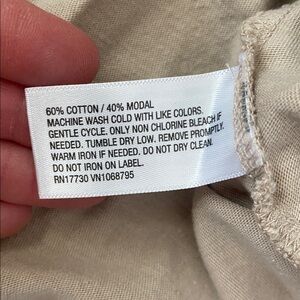 60% COTTON / 40% MODAL
MACHINE WASH COLD WITH LIKE COLORS.
GENTLE CYCLE. ONLY NON CHLORINE BLEACH IF
NEEDED. TUMBLE DRY LOW. REMOVE PROMPTLY.
WARM IRON IF NEEDED. DO NOT DRY CLEAN.
DO NOT IRON ON LABEL.
RN17730 VN1068795